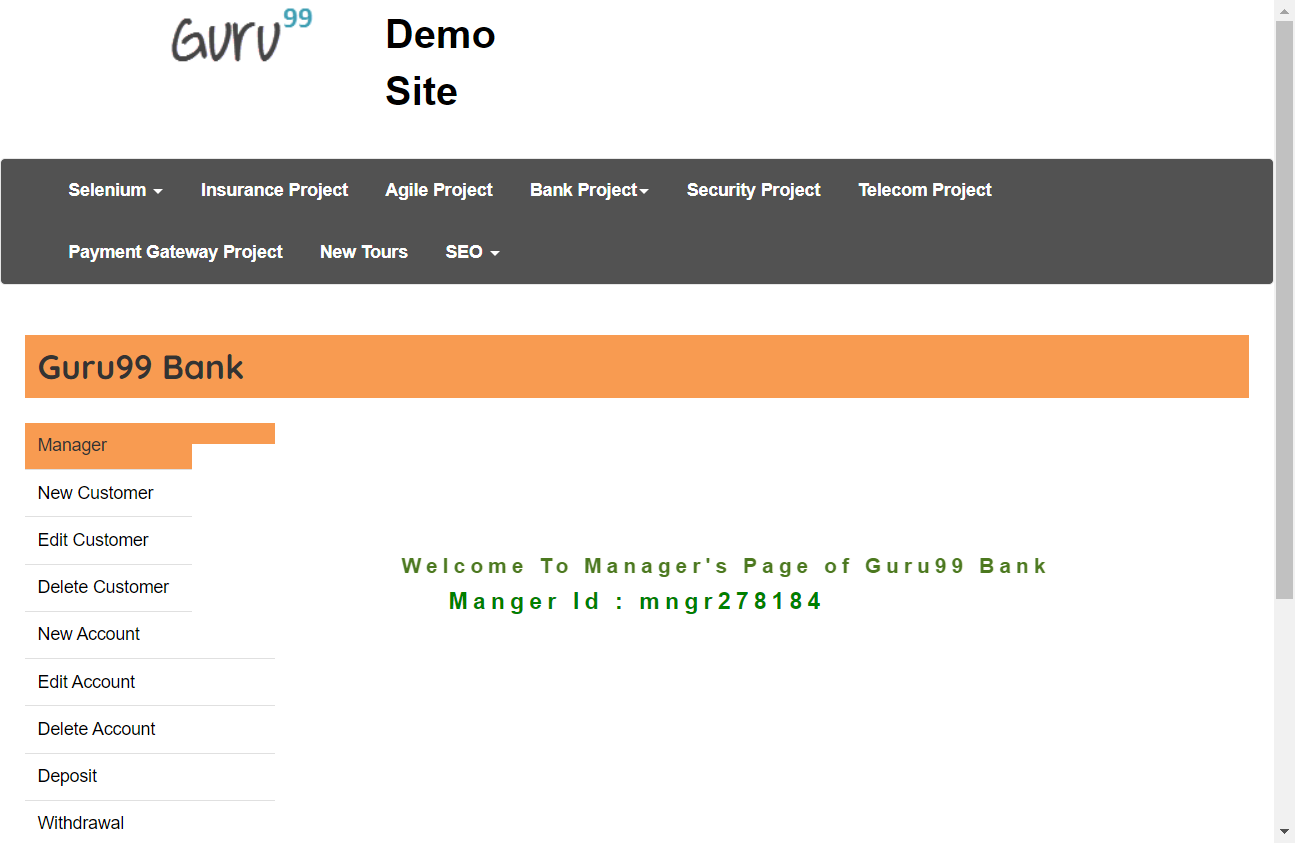 Guru99
Demo
Site
Selenium Insurance Project Agile Project Bank Project Security Project Telecom Project
Payment Gateway Project New Tours SEO
Guru99 Bank
Manager
New Customer
Edit Customer
Delete Customer
New Account
Edit Account
Delete Account
Deposit
Withdrawal
Welcome To Manager's Page of Guru99 Bank
Manger Id : mngr278184